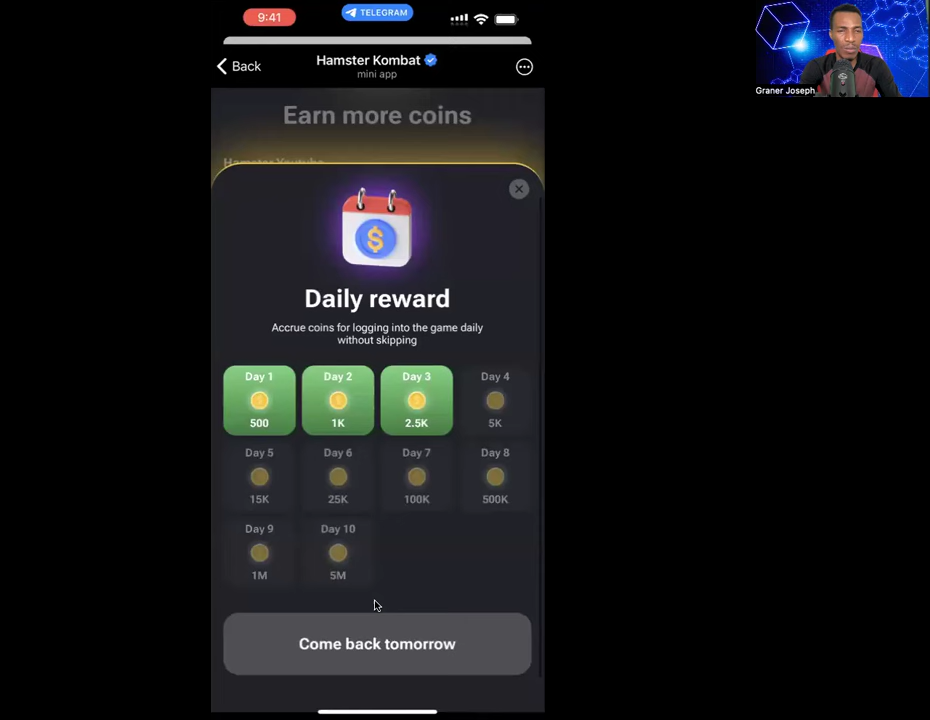 9:41
TELEGRAM
Back
Hamster Kombat
mini app
Graner Joseph
Earn more coins
Hamster Youtube
Daily reward
Accrue coins for logging into the game daily
without skipping
Day 1
Day 2
Day 3
Day 4
500
1K
2.5K
5K
Day 5
Day 6
Day 7
Day 8
15K
25K
100K
500K
Day 9
Day 10
1M
5M
Come back tomorrow